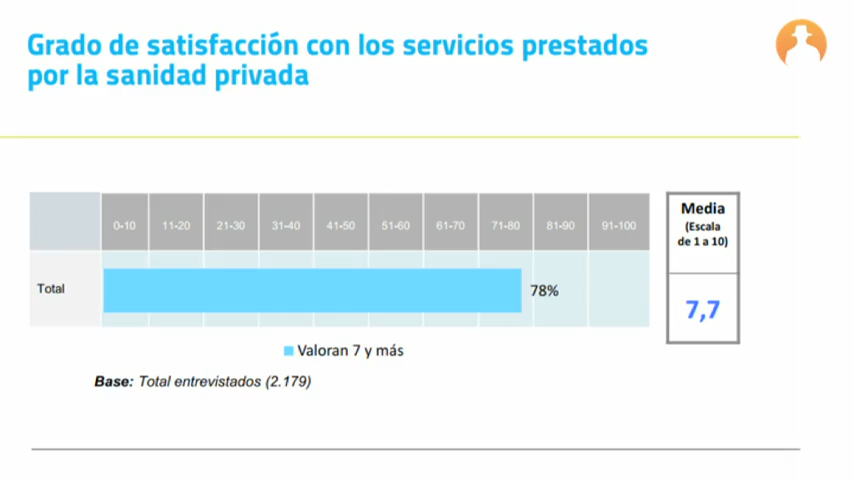 Grado de satisfacción con los servicios prestados
por la sanidad privada
0-10 11-20 21-30 31-40 41-50 51-60 61-70 71-80 81-90 91-100
Total
78%
Valoran 7 y más
Base: Total entrevistados (2.179)
Media
(Escala
de 1 a 10)
7,7